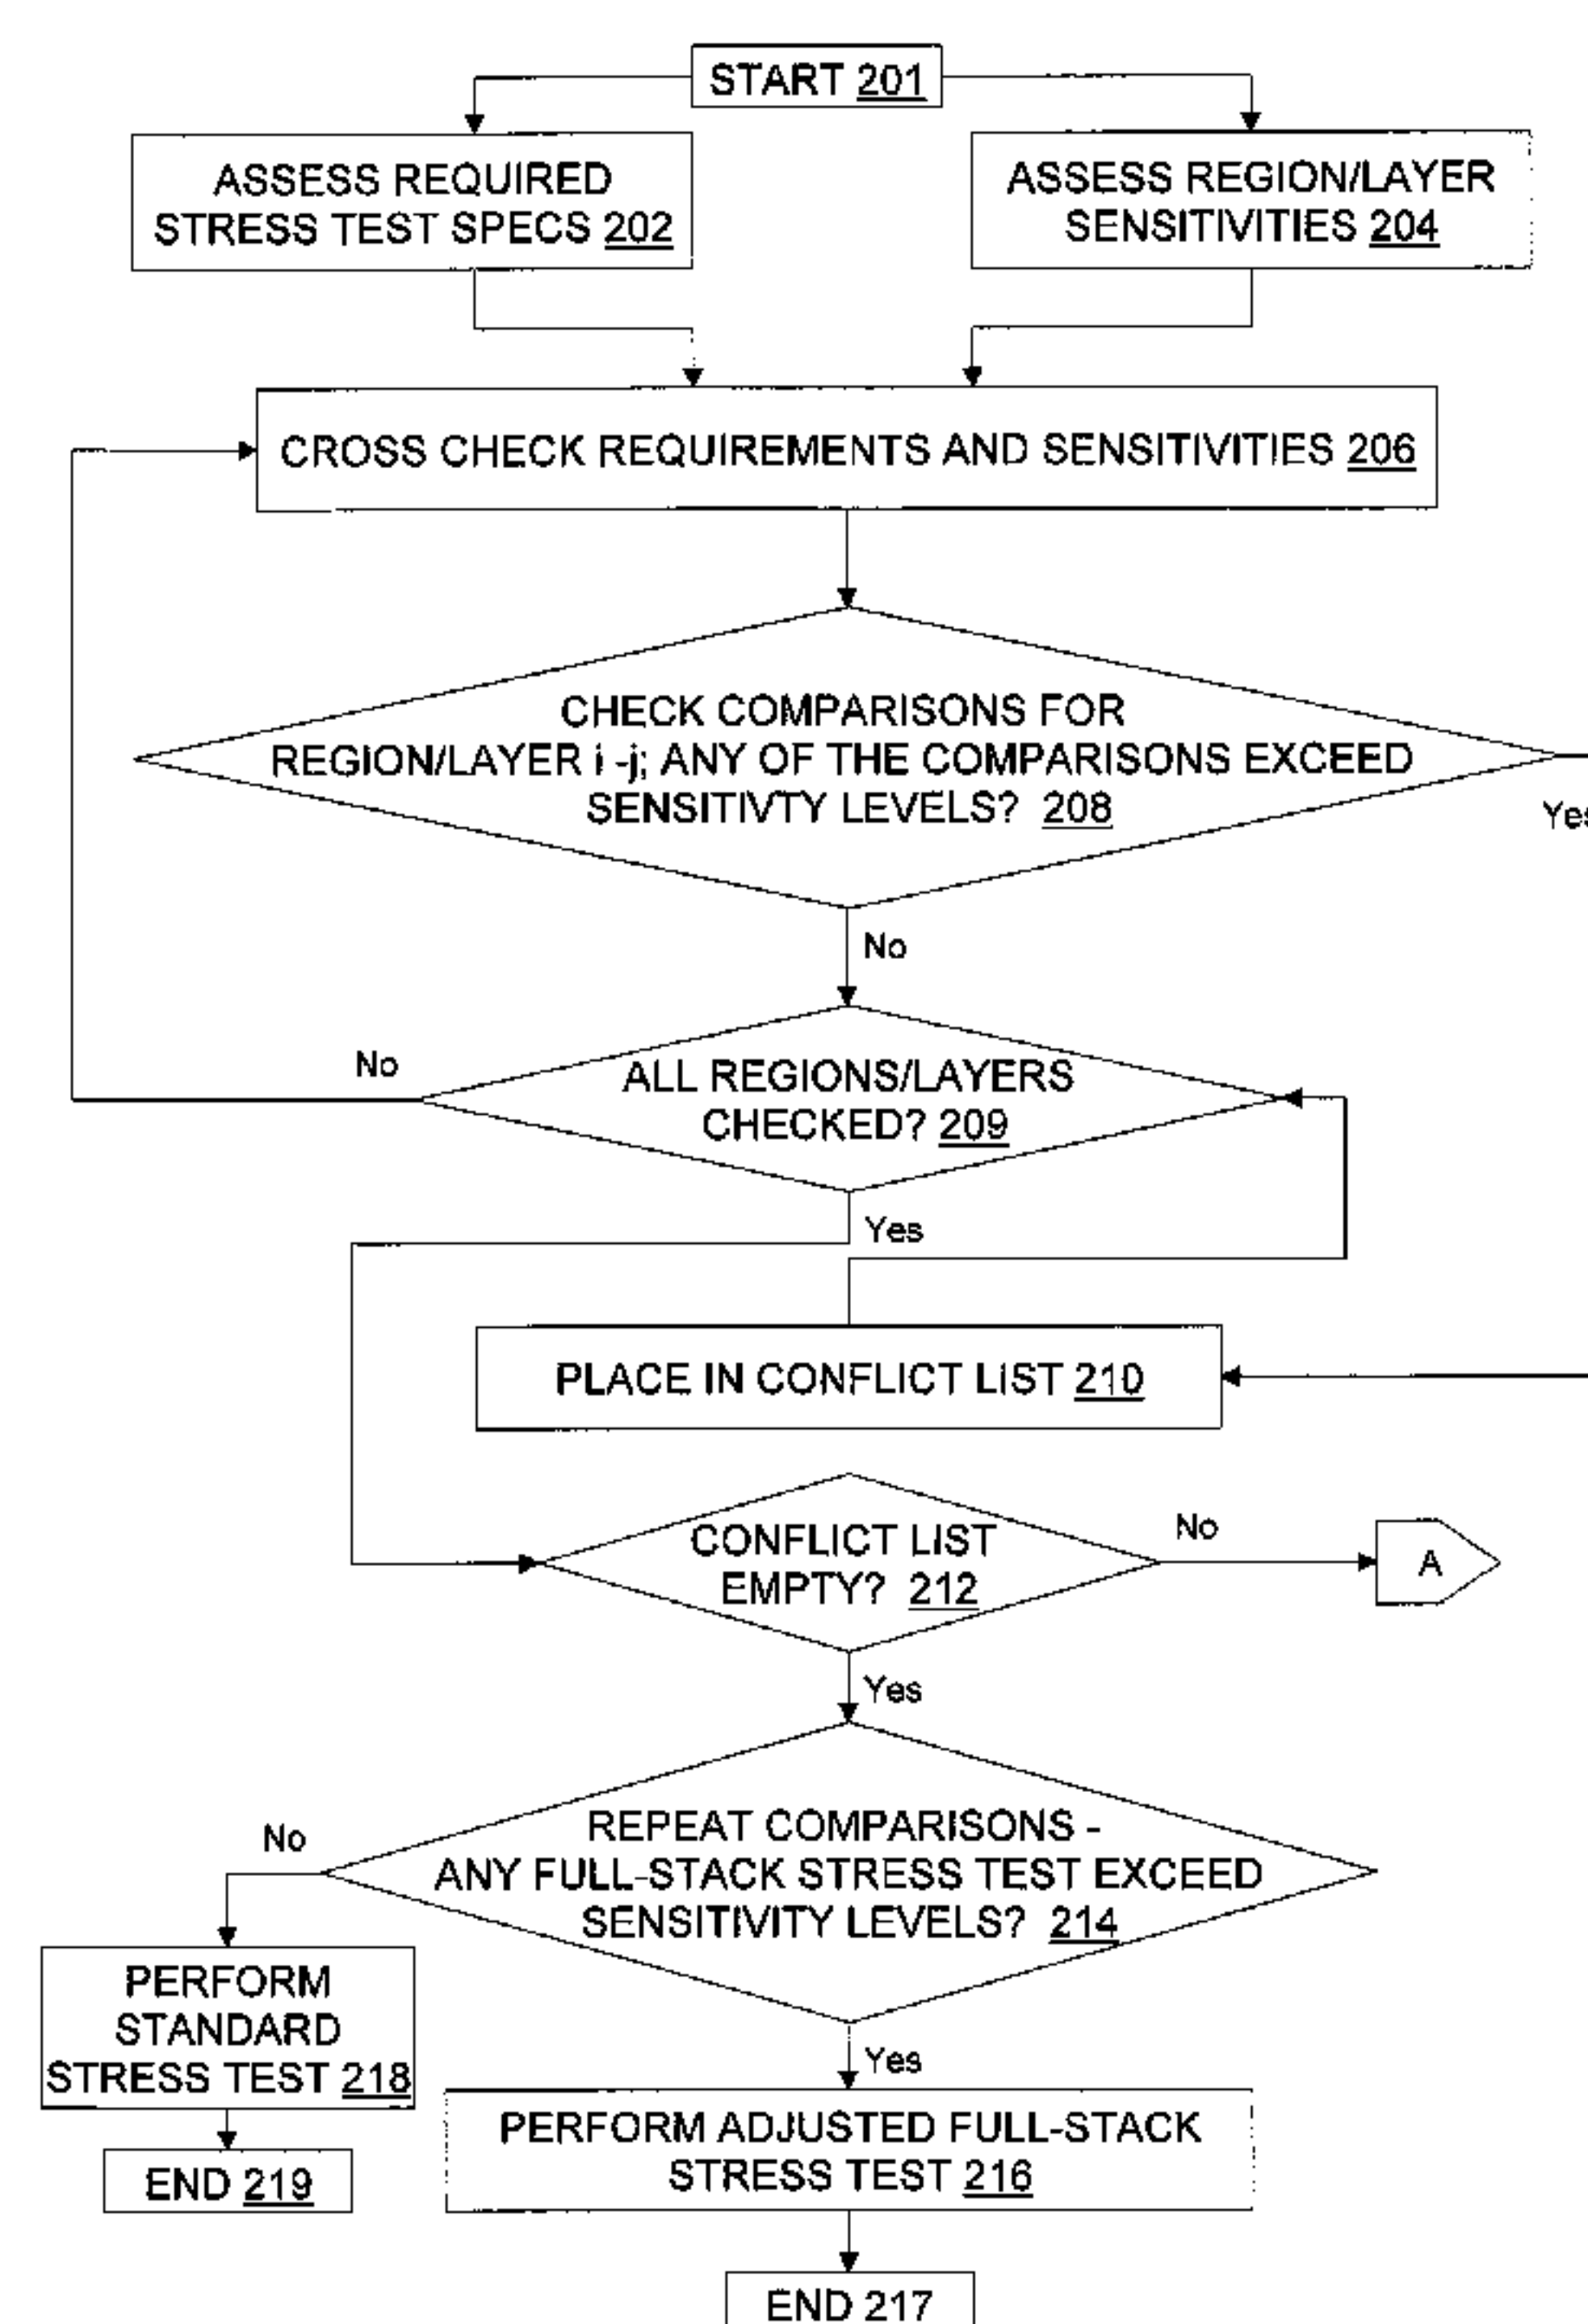 START 201
ASSESS REQUIRED
STRESS TEST SPECS 202
ASSESS REGION/LAYER
SENSITIVITIES 204
CROSS CHECK REQUIREMENTS AND SENSITIVITIES 206
CHECK COMPARISONS FOR
REGION/LAYER i -j; ANY OF THE COMPARISONS EXCEED
SENSITIVTY LEVELS? 208
Yes
No
No
ALL REGIONS/LAYERS
CHECKED? 209
Yes
PLACE IN CONFLICT LIST 210
CONFLICT LIST
EMPTY? 212
No
A
Yes
REPEAT COMPARISONS -
ANY FULL-STACK STRESS TEST EXCEED
SENSITIVITY LEVELS? 214
No
PERFORM
STANDARD
STRESS TEST 218
Yes
PERFORM ADJUSTED FULL-STACK
STRESS TEST 216
END 219
END 217